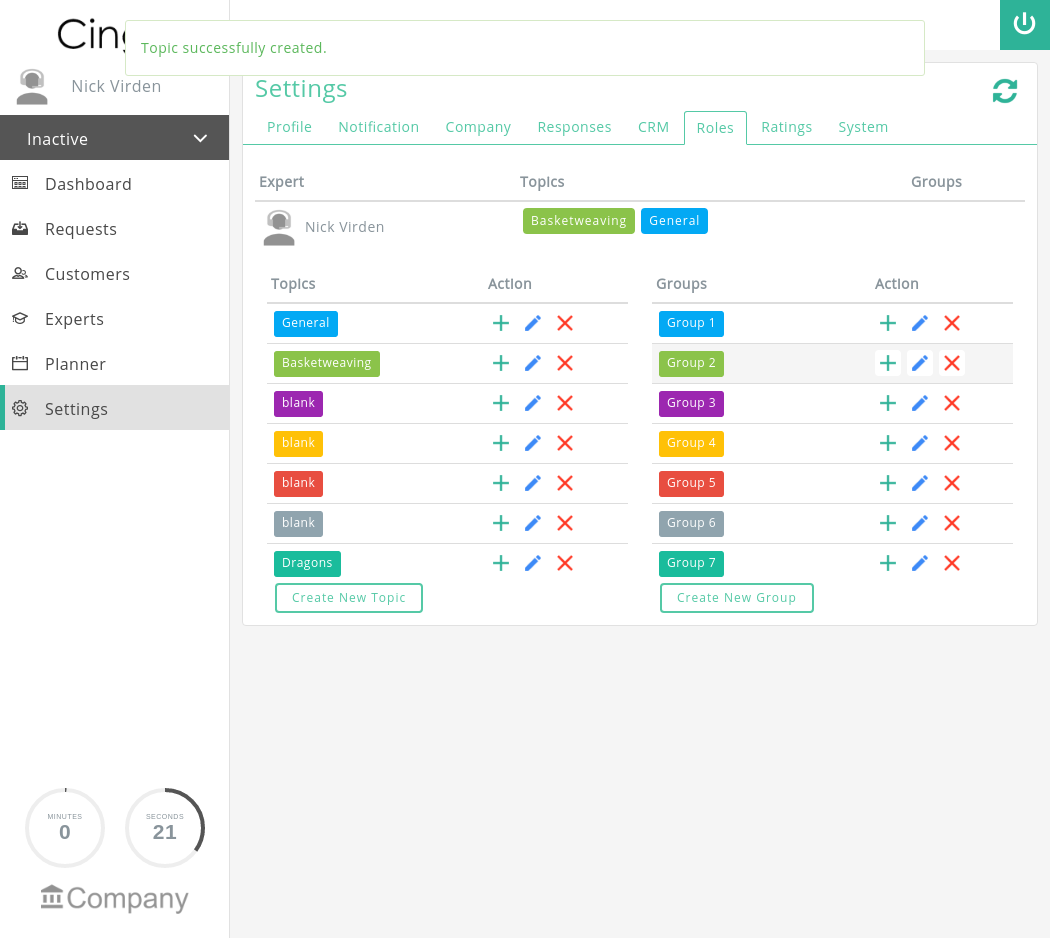 Topic successfully created.
Nick Virden
Inactive
Dashboard
Requests
Customers
Experts
Planner
Settings
MINUTES
0
SECONDS
21
Company
Settings
Profile Notification Company Responses CRM Roles Ratings System
Expert Topics Groups
Nick Virden Basketweaving General
Topics Action Groups Action
General Group 1
Basketweaving Group 2
blank Group 3
blank Group 4
blank Group 5
blank Group 6
Dragons Group 7
Create New Topic Create New Group